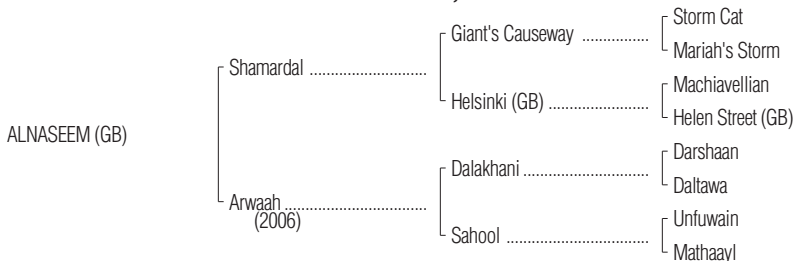 Storm Cat
Giant's Causeway ................
Mariah's Storm
Shamardal ............................
Machiavellian
Helsinki (GB) ........................
Helen Street (GB)
ALNASEEM (GB)
Darshaan
Dalakhani ..............................
Daltawa
Arwaah ..................................
(2006)
Unfuwain
Sahool ..................................
Mathaayl